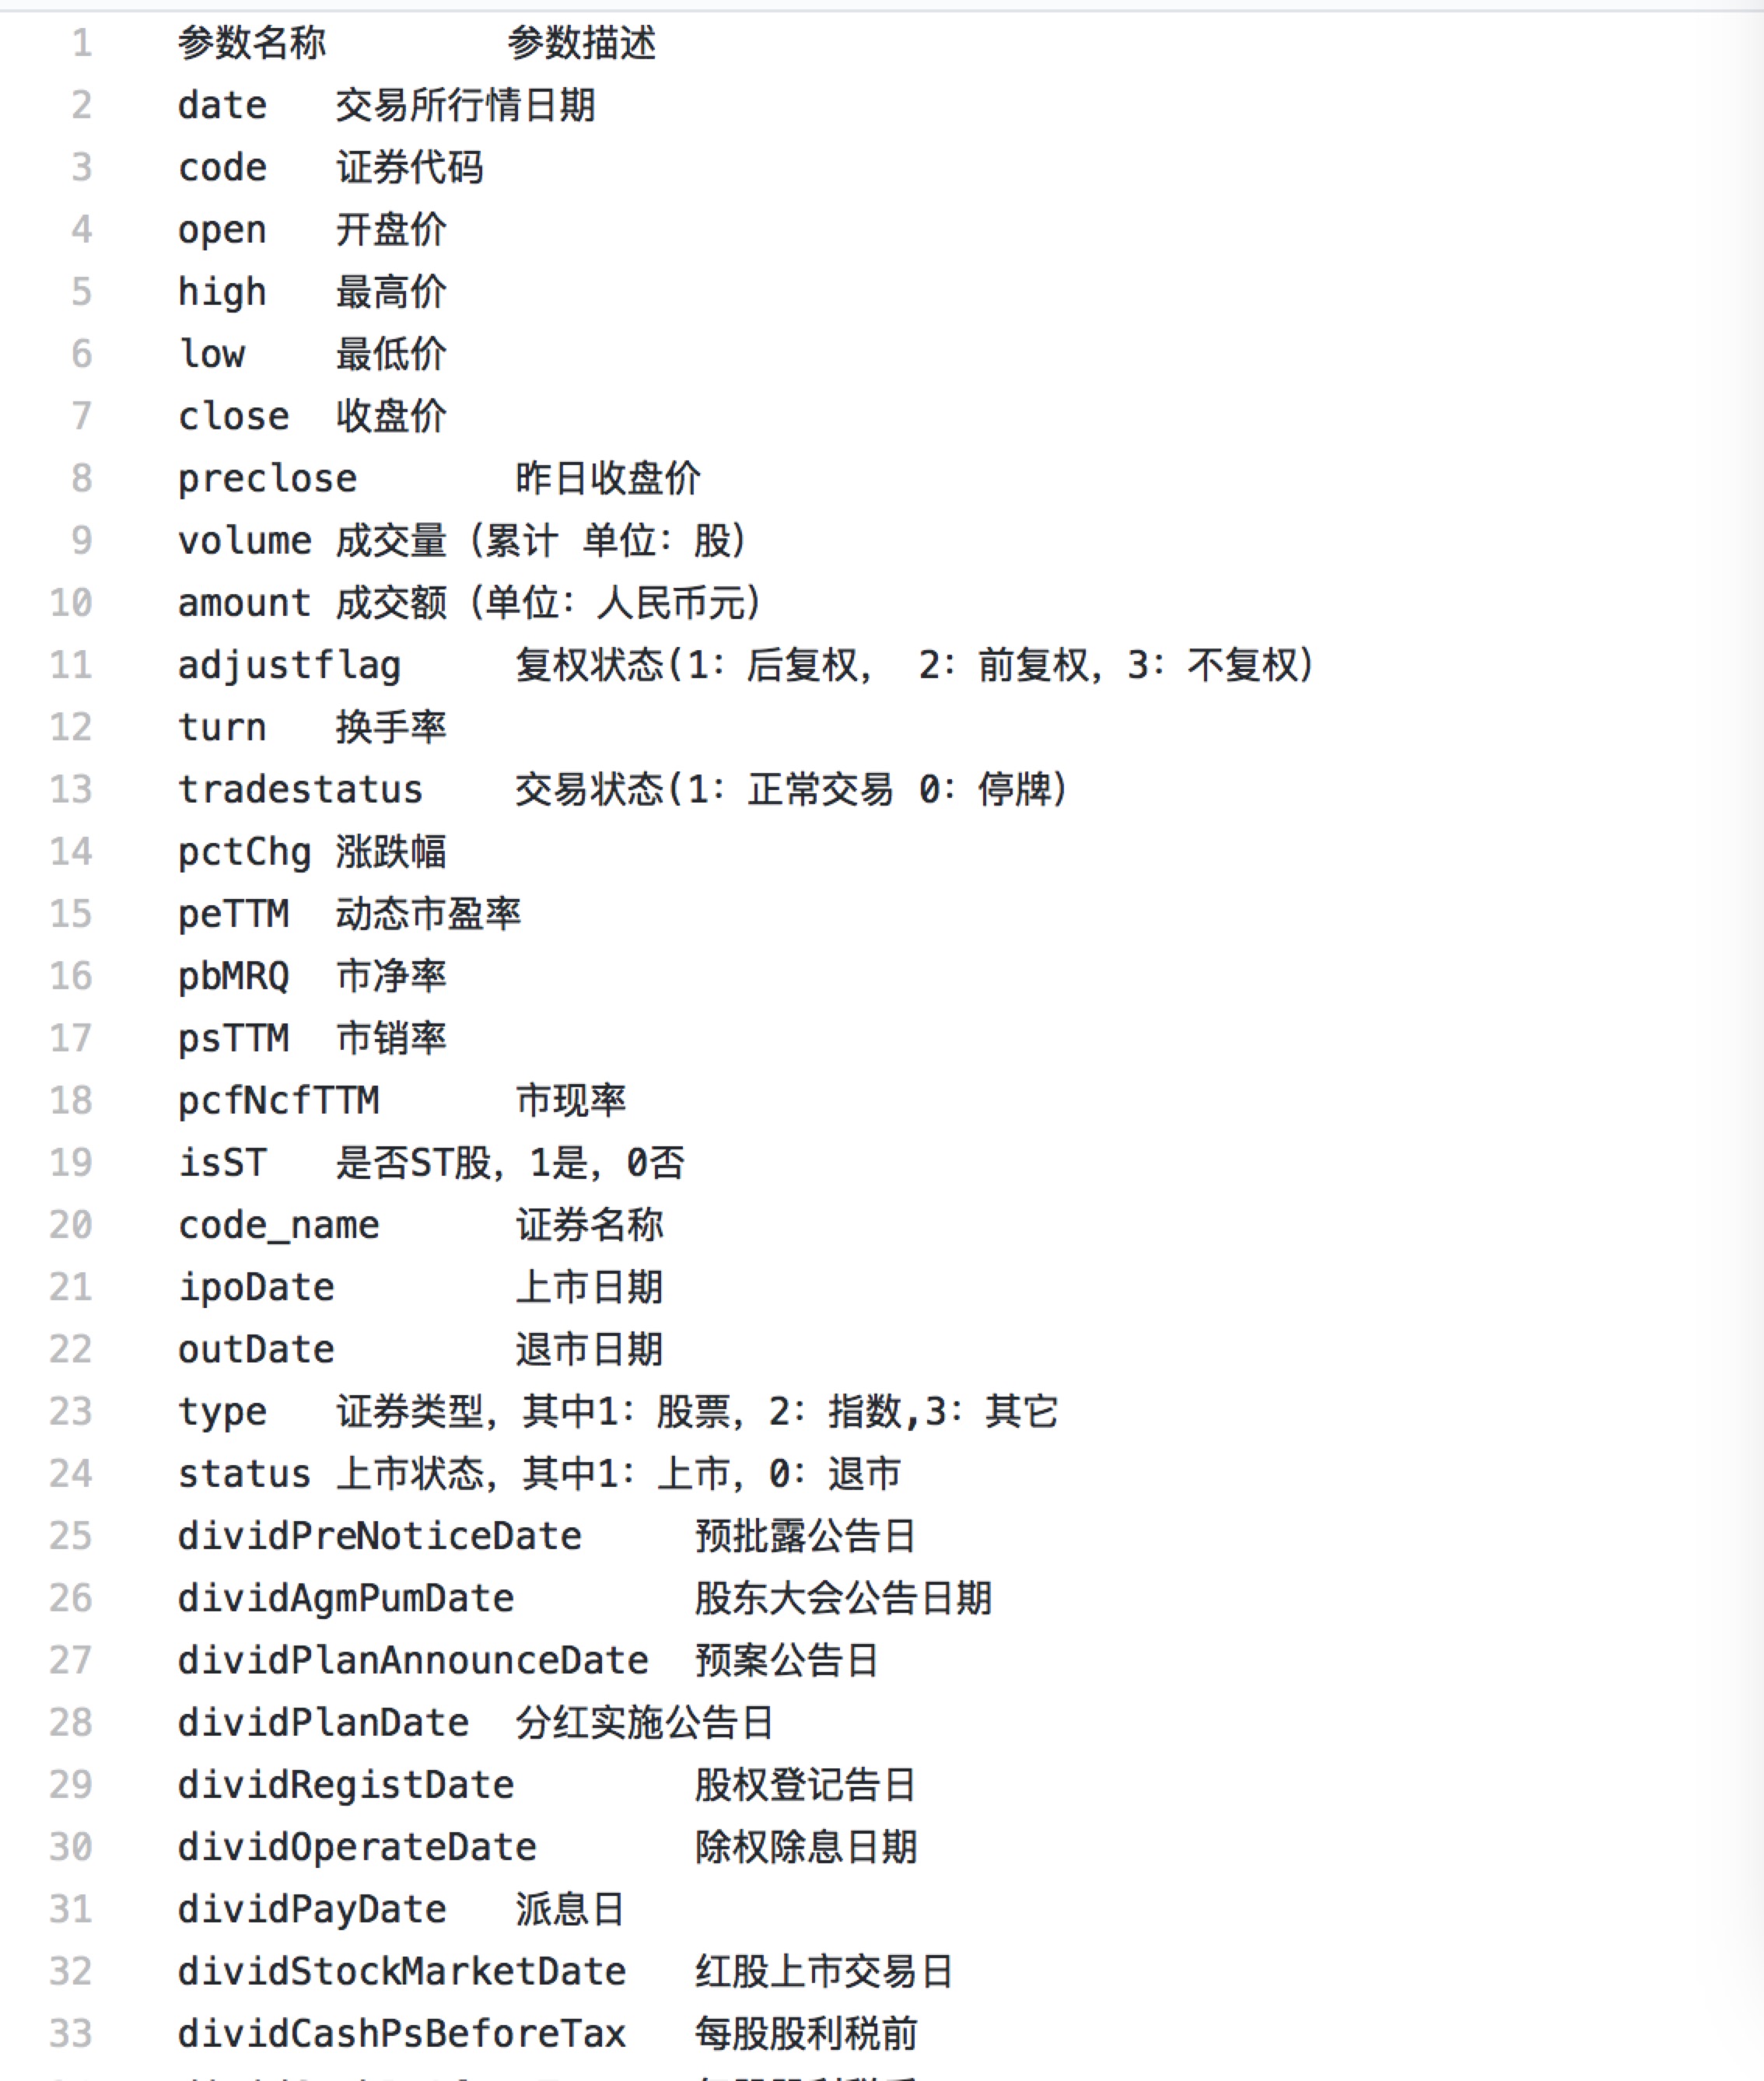 1 参数名称 参数描述
2 date 交易所行情日期
3 code 证券代码
4 open 开盘价
5 high 最高价
6 low 最低价
7 close 收盘价
8 preclose 昨日收盘价
9 volume 成交量（累计 单位：股）
10 amount 成交额（单位：人民币元）
11 adjustflag 复权状态(1：后复权， 2：前复权，3：不复权）
12 turn 换手率
13 tradestatus 交易状态(1：正常交易 0：停牌）
14 pctChg 涨跌幅
15 peTTM 动态市盈率
16 pbMRQ 市净率
17 psTTM 市销率
18 pcfNcfTTM 市现率
19 isST 是否ST股，1是，0否
20 code_name 证券名称
21 ipoDate 上市日期
22 outDate 退市日期
23 type 证券类型，其中1：股票，2：指数,3：其它
24 status 上市状态，其中1：上市，0：退市
25 dividPreNoticeDate 预批露公告日
26 dividAgmPumDate 股东大会公告日期
27 dividPlanAnnounceDate 预案公告日
28 dividPlanDate 分红实施公告日
29 dividRegistDate 股权登记告日
30 dividOperateDate 除权除息日期
31 dividPayDate 派息日
32 dividStockMarketDate 红股上市交易日
33 dividCashPsBeforeTax 每股股利税前